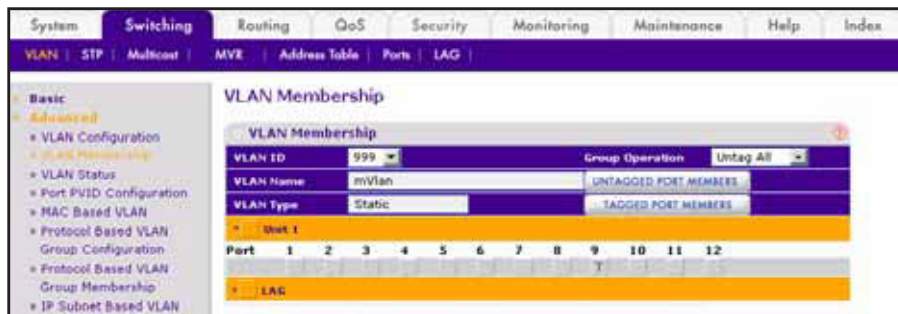 System Switching Routing QoS Security Monitoring Maintenance Help Index
VLAN STP Multicast MVR Address Table Ports LAG
Basic
Advanced
VLAN Configuration
VLAN Membership
VLAN Status
Port PVID Configuration
MAC Based VLAN
Protocol Based VLAN
Group Configuration
Protocol Based VLAN
Group Membership
IP Subnet Based VLAN
VLAN Membership
VLAN Membership
VLAN ID 999 Group Operation Untag All
VLAN Name mVlan UNTAGGED PORT MEMBERS
VLAN Type Static TAGGED PORT MEMBERS
Unit 1
Port 1 2 3 4 5 6 7 8 9 10 11 12
T
LAG